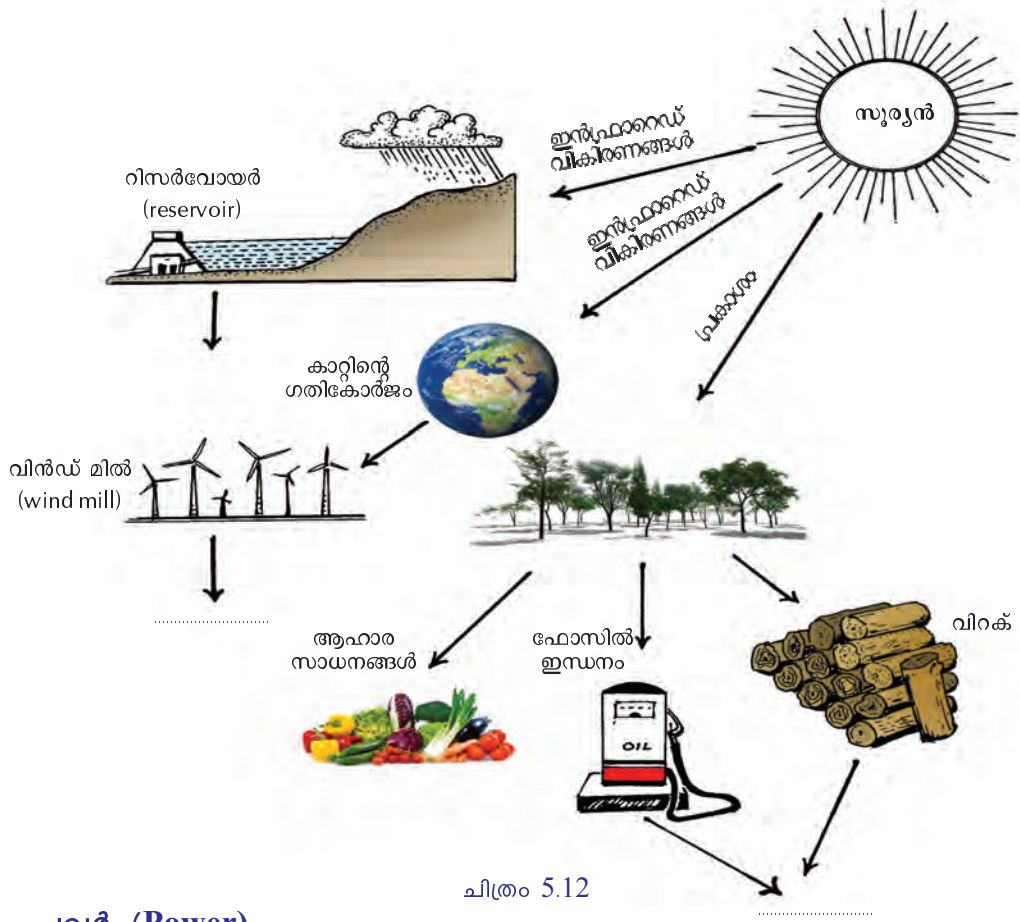 സൂര്യൻ
ഇൻഫ്രാറെഡ്
വികിരണങ്ങൾ
റിസർവോയർ
(reservoir)
ഇൻഫ്രാറെഡ്
വികിരണങ്ങൾ
പ്രകാശം
കാറ്റിന്റെ
ഗതികോർജം
വിൻഡ് മിൽ
(wind mill)
....................................
ആഹാര
സാധനങ്ങൾ
ഫോസിൽ
ഇന്ധനം
വിറക്
OIL
ചിത്രം 5.12
....................................
(Power)